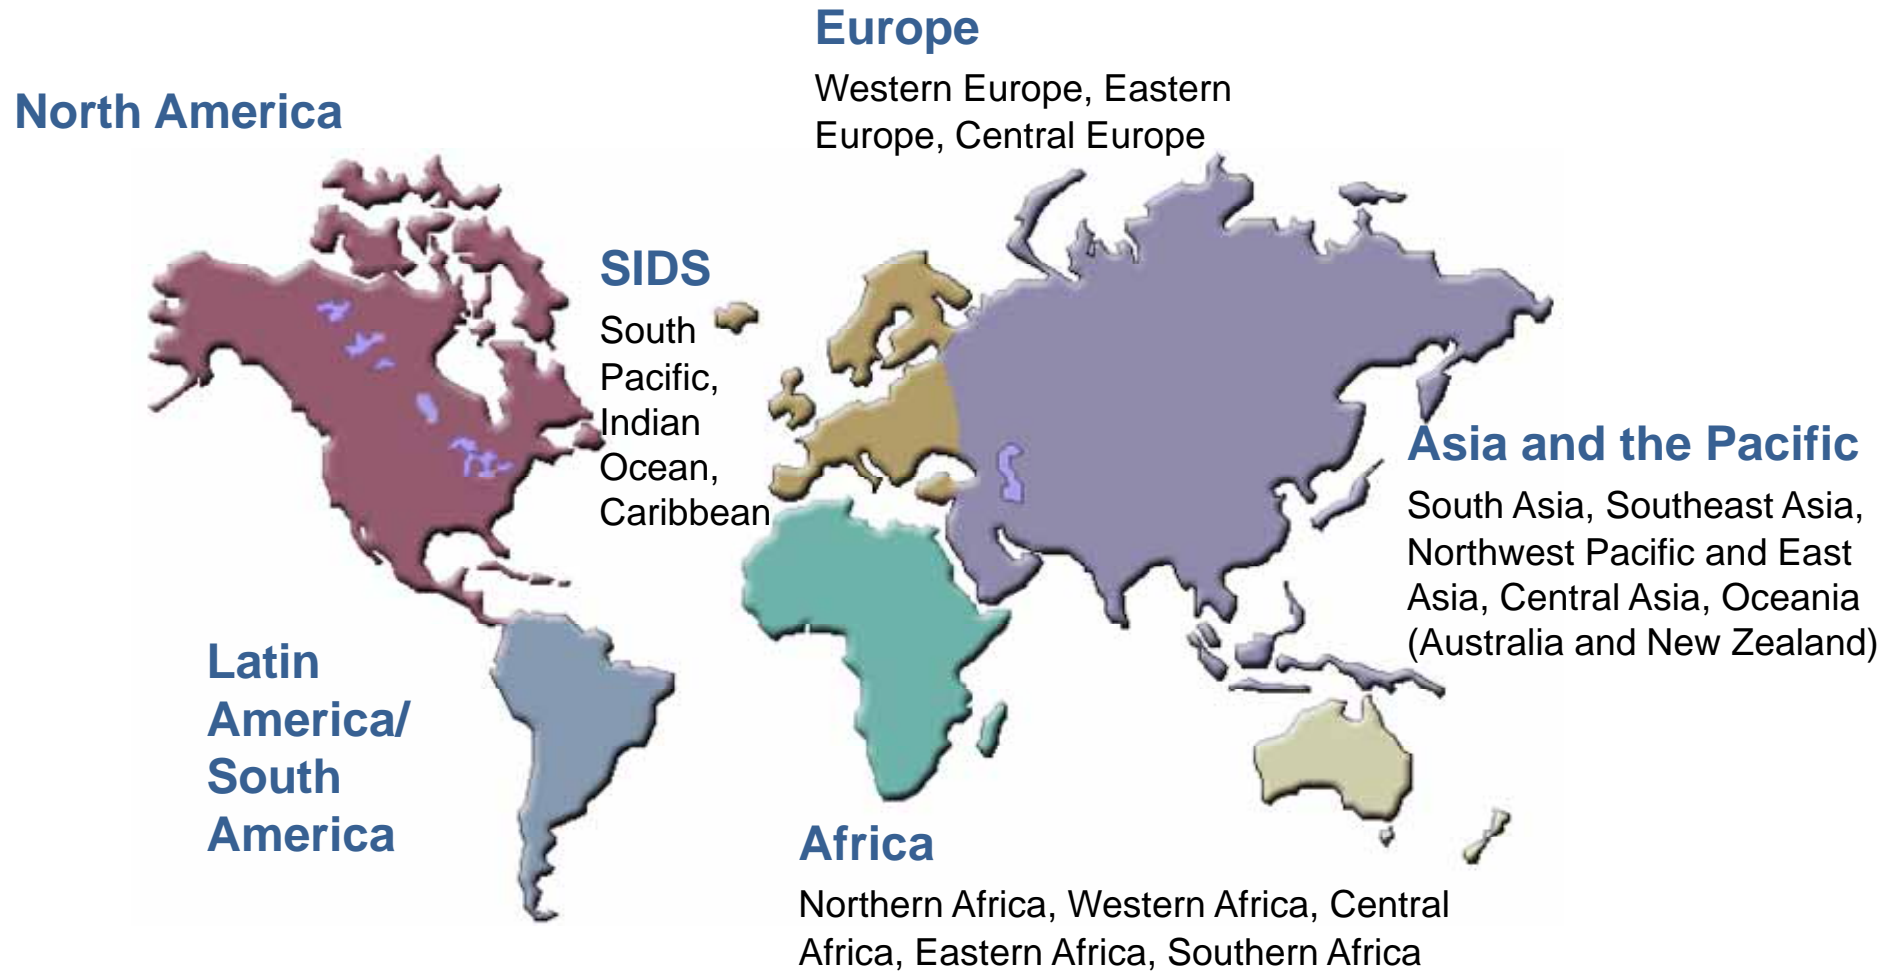 Europe
Western Europe, Eastern
Europe, Central Europe
North America
SIDS
South
Pacific,
Indian
Ocean,
Caribbean
Asia and the Pacific
South Asia, Southeast Asia,
Northwest Pacific and East
Asia, Central Asia, Oceania
(Australia and New Zealand)
Latin
America/
South
America
Africa
Northern Africa, Western Africa, Central
Africa, Eastern Africa, Southern Africa